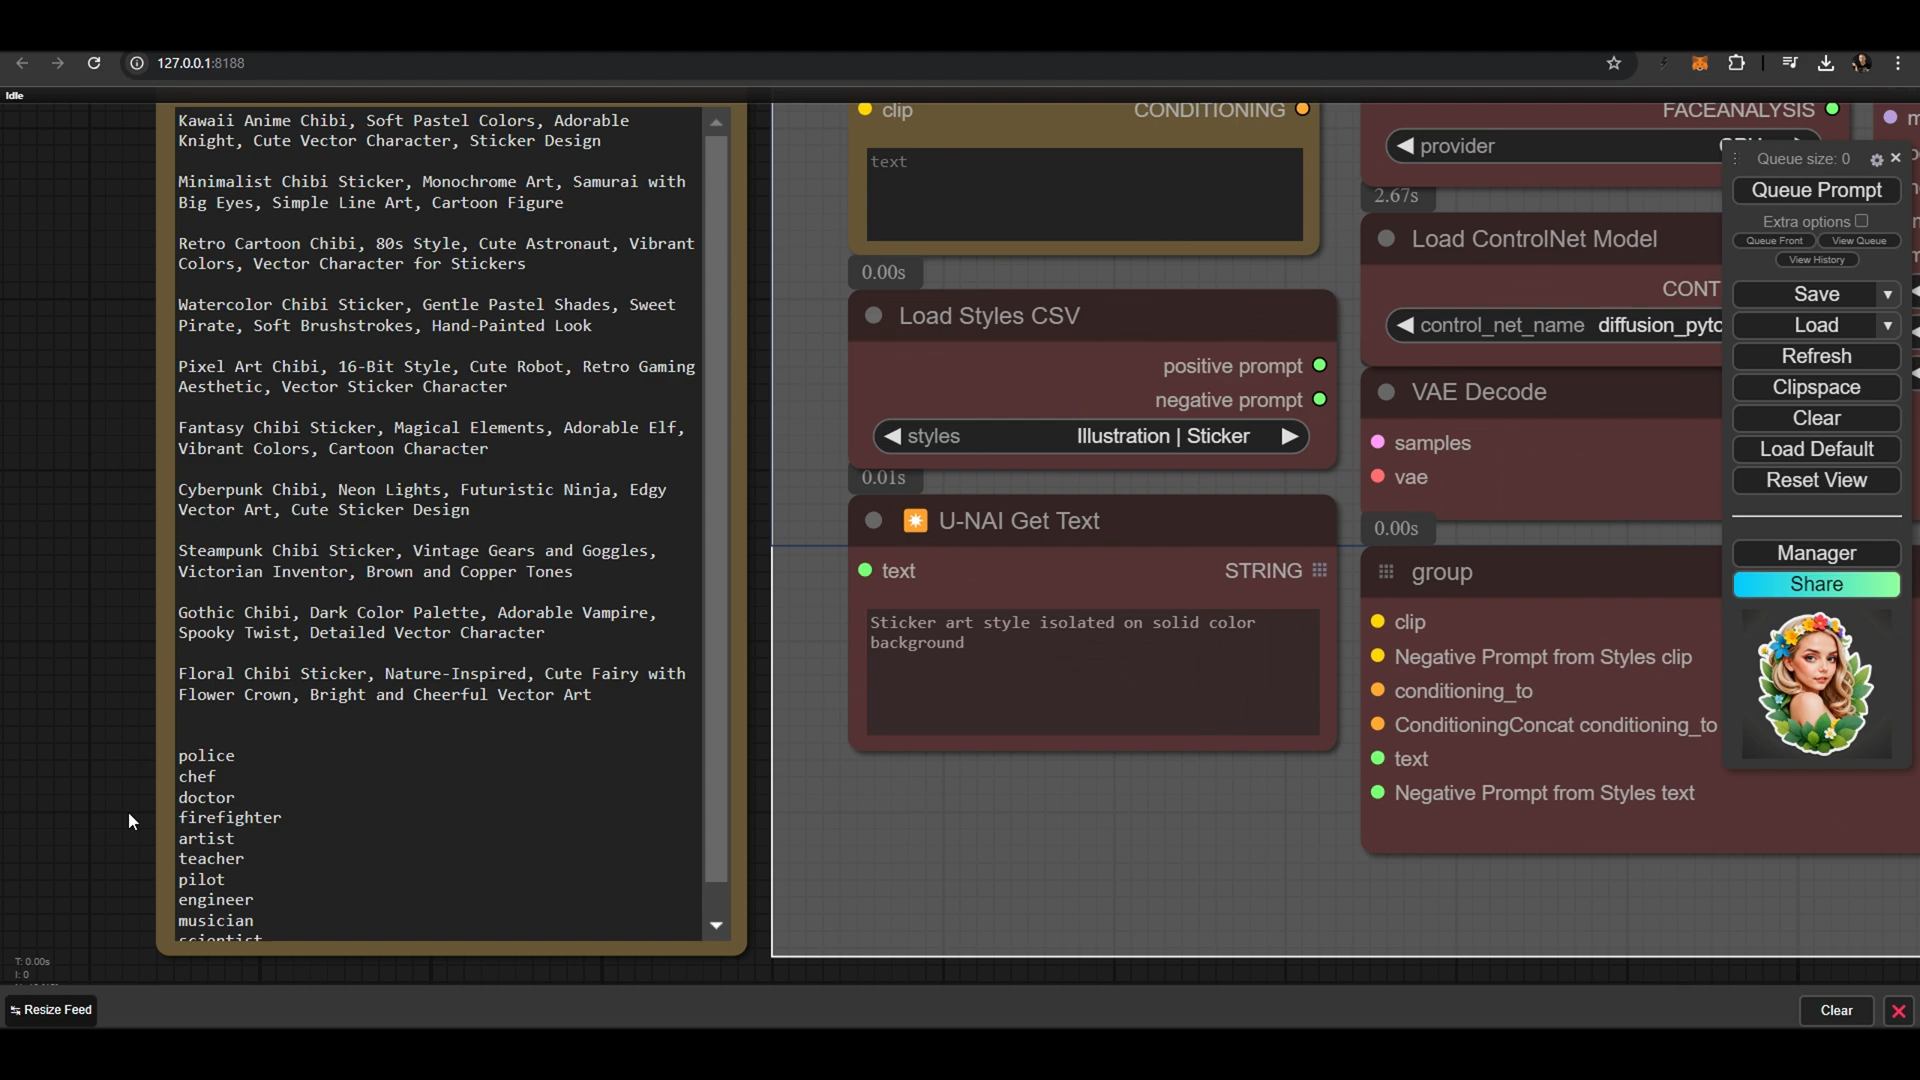 127.0.0.1:8188
Idle
Kawaii Anime Chibi, Soft Pastel Colors, Adorable
Knight, Cute Vector Character, Sticker Design
Minimalist Chibi Sticker, Monochrome Art, Samurai with
Big Eyes, Simple Line Art, Cartoon Figure
Retro Cartoon Chibi, 80s Style, Cute Astronaut, Vibrant
Colors, Vector Character for Stickers
Watercolor Chibi Sticker, Gentle Pastel Shades, Sweet
Pirate, Soft Brushstrokes, Hand-Painted Look
Pixel Art Chibi, 16-Bit Style, Cute Robot, Retro Gaming
Aesthetic, Vector Sticker Character
Fantasy Chibi Sticker, Magical Elements, Adorable Elf,
Vibrant Colors, Cartoon Character
Cyberpunk Chibi, Neon Lights, Futuristic Ninja, Edgy
Vector Art, Cute Sticker Design
Steampunk Chibi Sticker, Vintage Gears and Goggles,
Victorian Inventor, Brown and Copper Tones
Gothic Chibi, Dark Color Palette, Adorable Vampire,
Spooky Twist, Detailed Vector Character
Floral Chibi Sticker, Nature-Inspired, Cute Fairy with
Flower Crown, Bright and Cheerful Vector Art
police
chef
doctor
firefighter
artist
teacher
pilot
engineer
musician
scientist
clip CONDITIONING
text
0.00s
Load Styles CSV
positive prompt
negative prompt
styles Illustration | Sticker
0.01s
U-NAI Get Text
text STRING
Sticker art style isolated on solid color
background
FACEANALYSIS
provider
2.67s
Load ControlNet Model
CONT
control_net_name diffusion_pyto
VAE Decode
samples
vae
0.00s
group
clip
Negative Prompt from Styles clip
conditioning_to
ConditioningConcat conditioning_to
text
Negative Prompt from Styles text
Queue size: 0
Queue Prompt
Extra options
Queue Front View Queue
View History
Save
Load
Refresh
Clipspace
Clear
Load Default
Reset View
Manager
Share
T: 0.00s
I: 0
Resize Feed
Clear